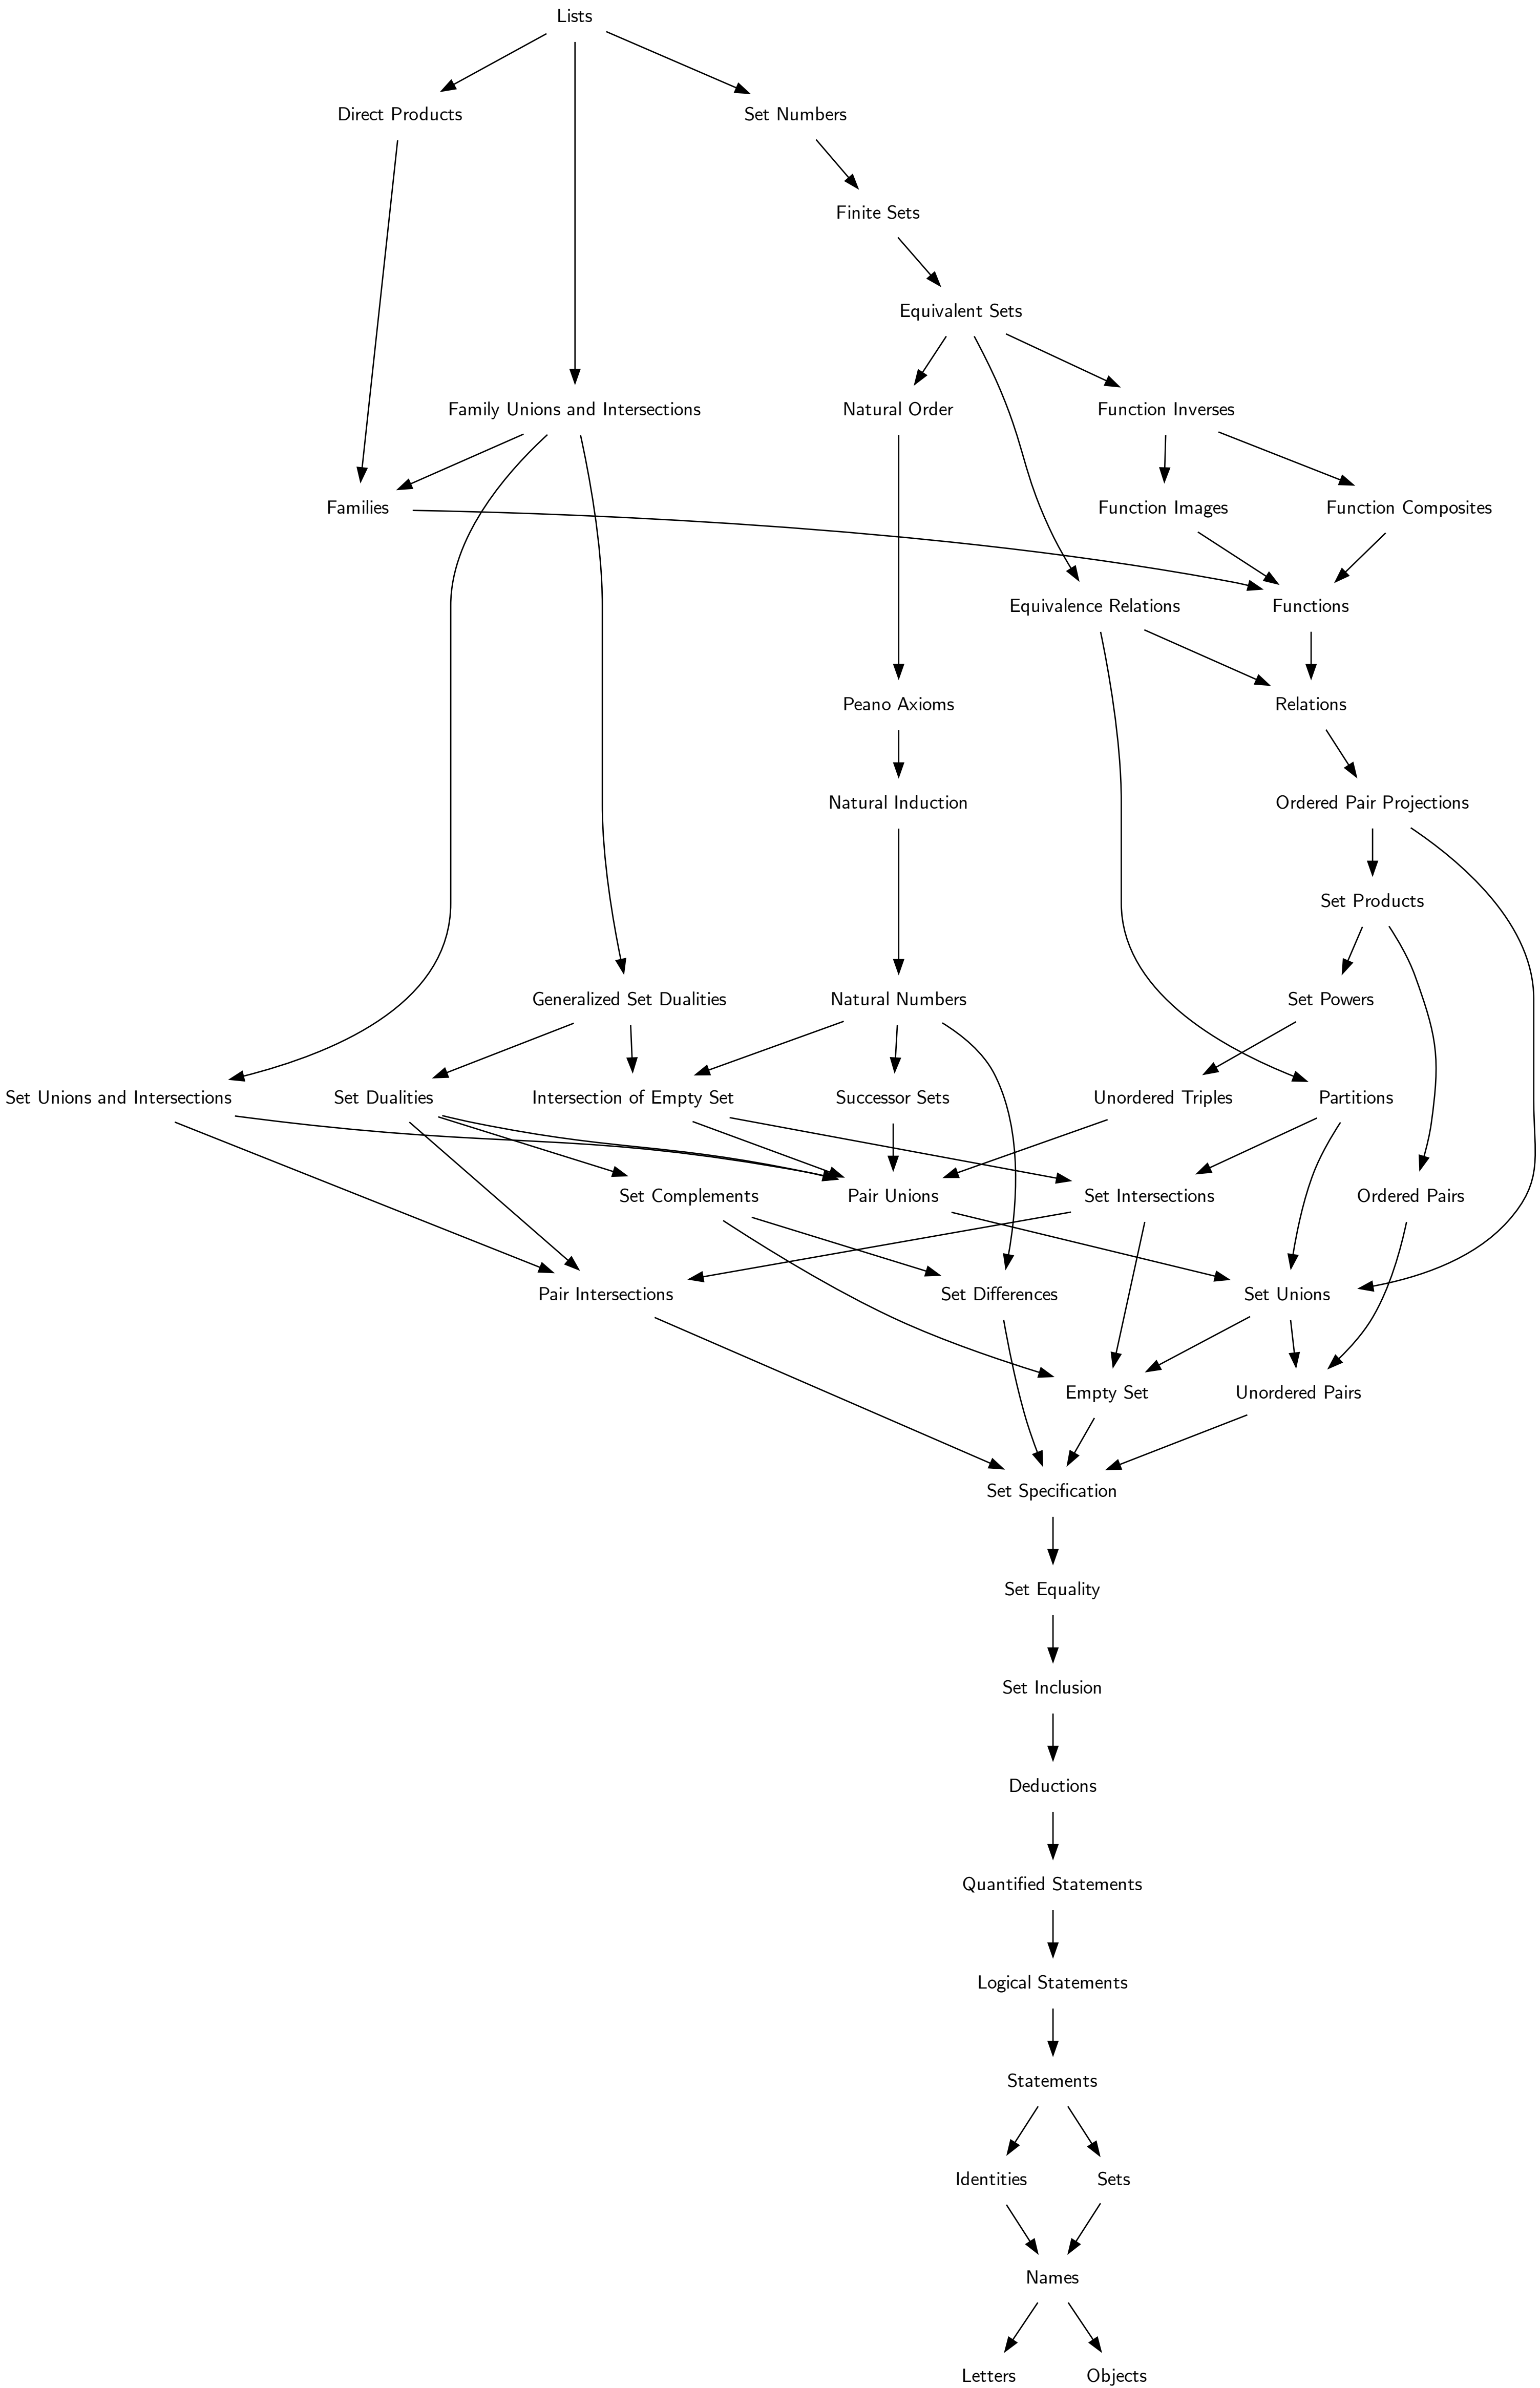 Lists
Direct Products
Set Numbers
Finite Sets
Equivalent Sets
Family Unions and Intersections
Natural Order
Function Inverses
Families
Function Images
Function Composites
Equivalence Relations
Functions
Peano Axioms
Relations
Natural Induction
Ordered Pair Projections
Set Products
Generalized Set Dualities
Natural Numbers
Set Powers
Set Unions and Intersections
Set Dualities
Intersection of Empty Set
Successor Sets
Unordered Triples
Partitions
Set Complements
Pair Unions
Set Intersections
Ordered Pairs
Pair Intersections
Set Differences
Set Unions
Empty Set
Unordered Pairs
Set Specification
Set Equality
Set Inclusion
Deductions
Quantified Statements
Logical Statements
Statements
Identities
Sets
Names
Letters
Objects